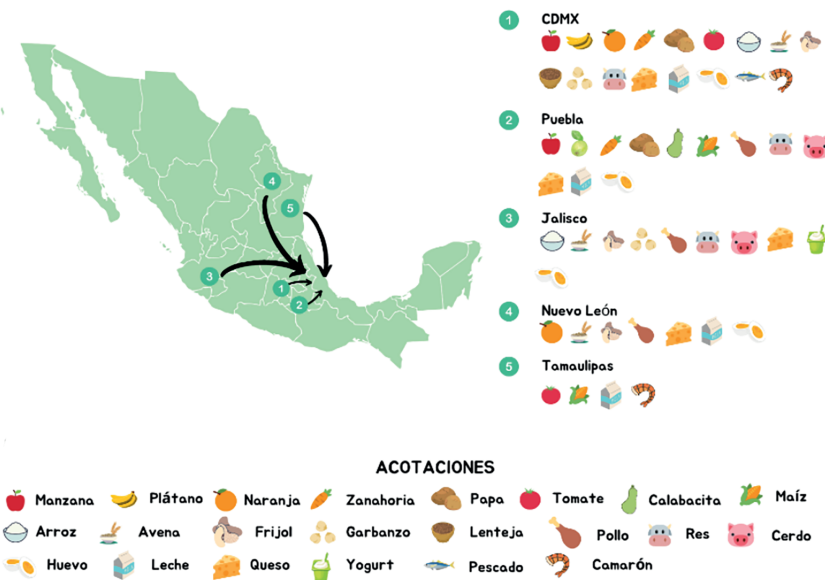 1 CDMX
2 Puebla
3 Jalisco
4 Nuevo León
5 Tamaulipas
4
5
3
1
2
ACOTACIONES
Manzana Plátano Naranja Zanahoria Papa Tomate Calabacita Maíz
Arroz Avena Frijol Garbanzo Lenteja Pollo Res Cerdo
Huevo Leche Queso Yogurt Pescado Camarón